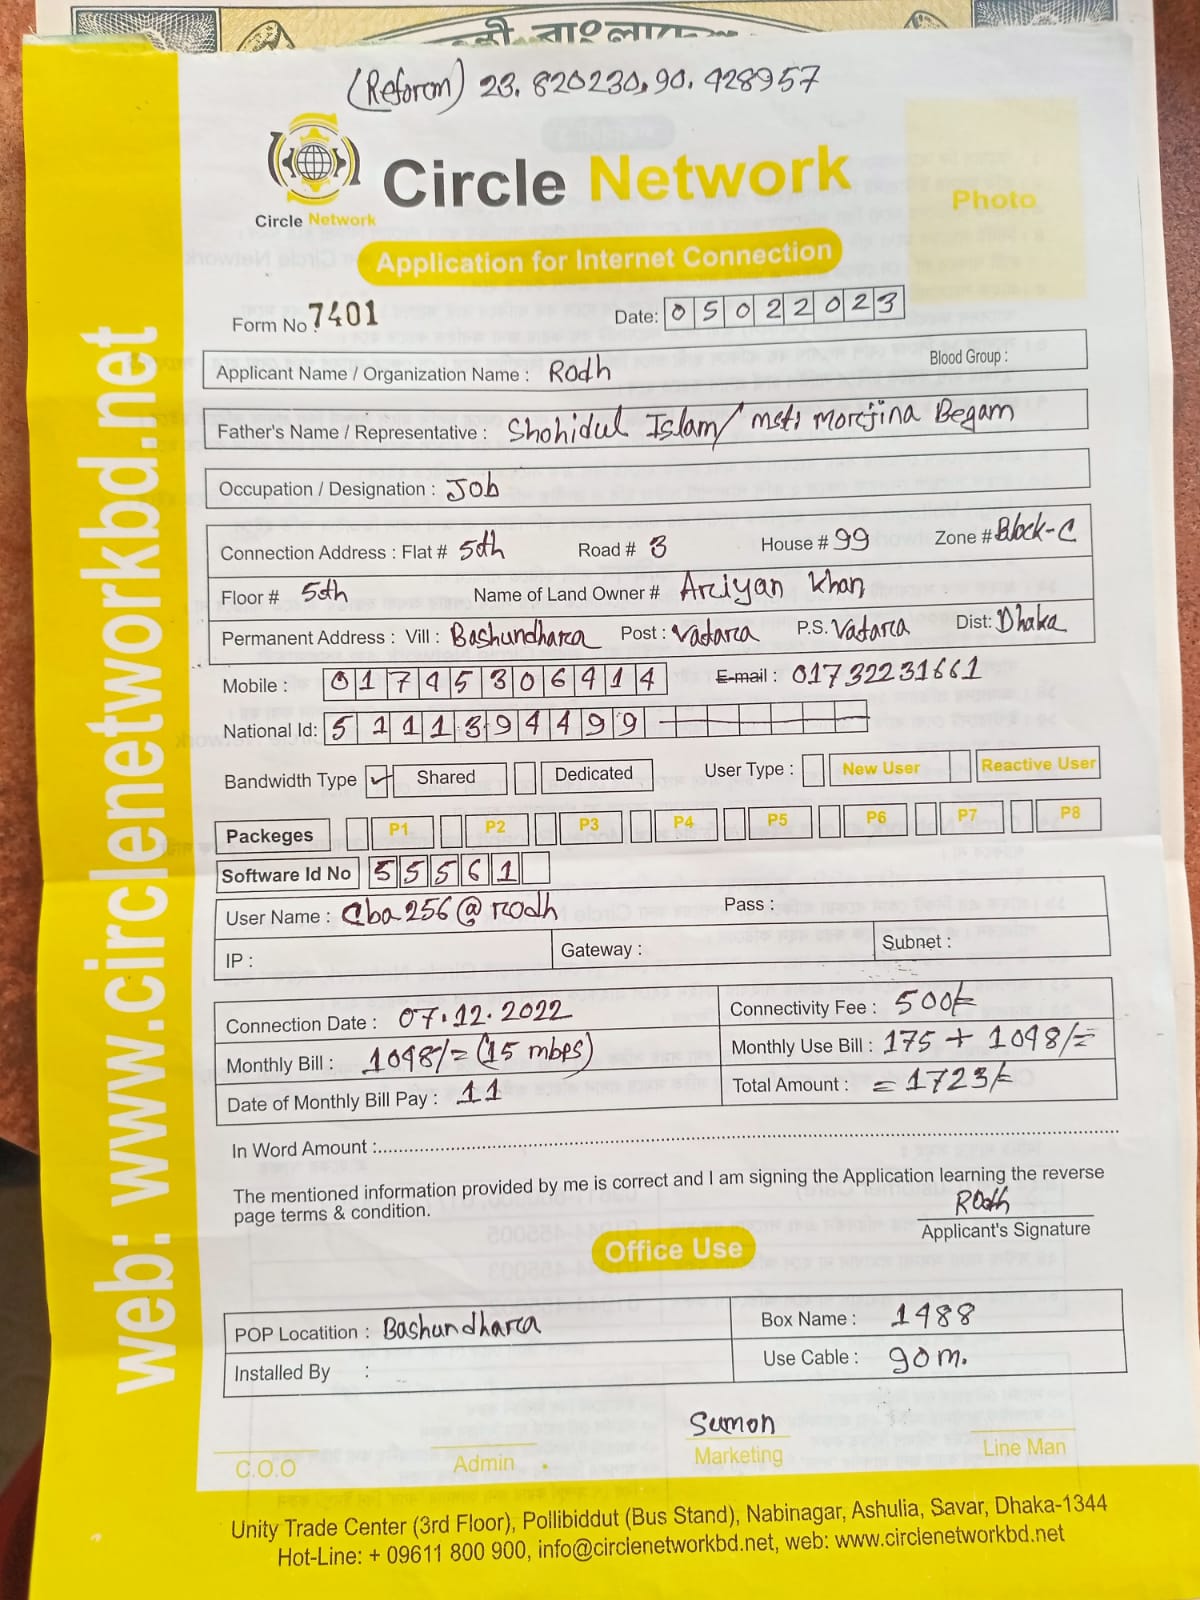 (Reform) 23.820230,90.428957
Circle Network
Circle Network
Photo
Application for Internet Connection
Form No : 7401
Date: 05022023
Applicant Name / Organization Name : Rodh
Blood Group :
Father's Name / Representative : Shohidul Islam/ msti Morjina Begam
Occupation / Designation : Job
Connection Address : Flat # 5th Road # 3 House # 99 Zone # Block-C
Floor # 5th Name of Land Owner # Ariyan Khan
Permanent Address : Vill : Bashundhara Post : Vatara P.S. Vatara Dist: Dhaka
Mobile : 01745306414 E-mail : 01732231661
National Id: 5111394499
Bandwidth Type ✓ Shared Dedicated User Type : New User Reactive User
Packeges P1 P2 P3 P4 P5 P6 P7 P8
Software Id No 55561
User Name : Cba256@rodh Pass :
IP : Gateway : Subnet :
Connection Date : 07.12.2022 Connectivity Fee : 500/=
Monthly Bill : 1048/= (15 mbps) Monthly Use Bill : 175 + 1048/=
Date of Monthly Bill Pay : 11 Total Amount : = 1723/=
In Word Amount :
The mentioned information provided by me is correct and I am signing the Application learning the reverse
page terms & condition.
Rodh
Applicant's Signature
Office Use
POP Locatition : Bashundhara Box Name : 1488
Installed By : Use Cable : 90m.
Sumon
C.O.O Admin Marketing Line Man
Unity Trade Center (3rd Floor), Pollibiddut (Bus Stand), Nabinagar, Ashulia, Savar, Dhaka-1344
Hot-Line: + 09611 800 900, info@circlenetworkbd.net, web: www.circlenetworkbd.net
web: www.circlenetworkbd.net